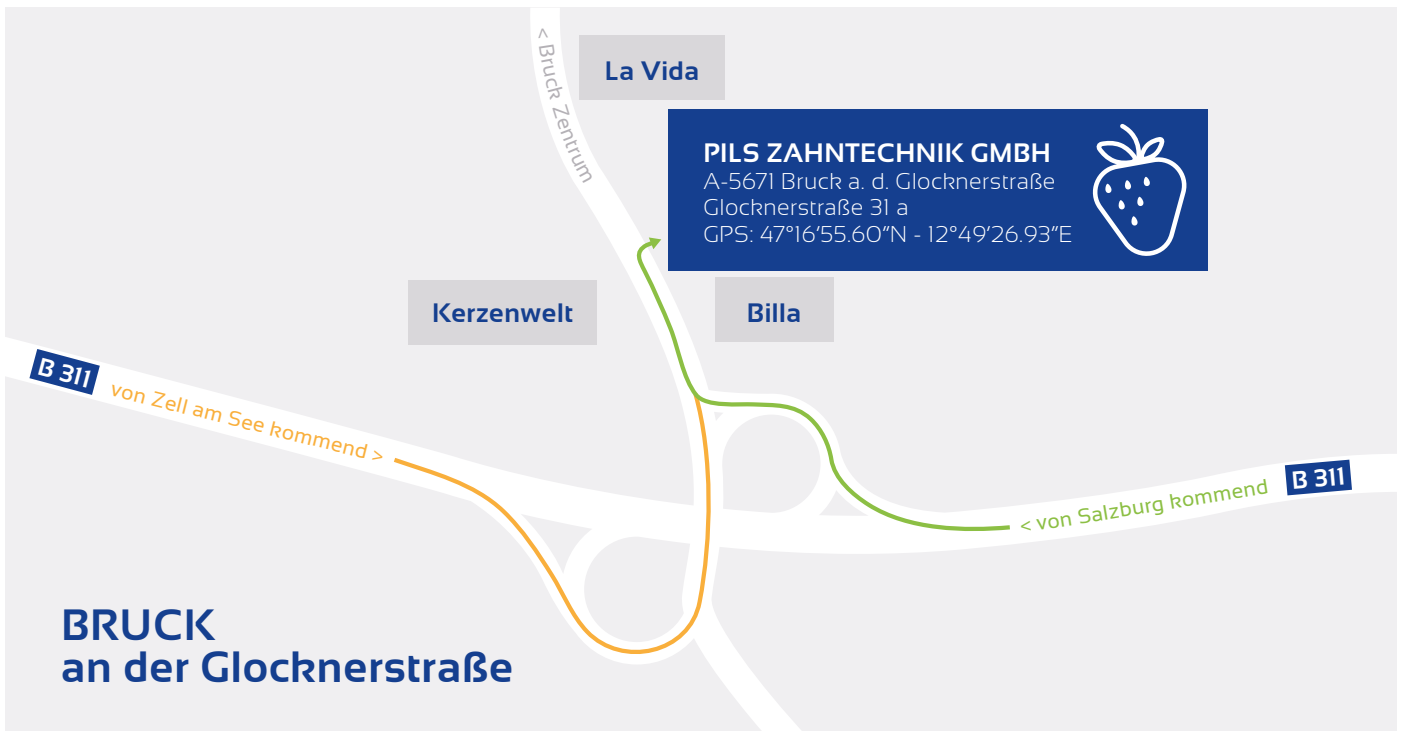 < Bruck Zentrum
La Vida
PILS ZAHNTECHNIK GMBH
A-5671 Bruck a. d. Glocknerstraße
Glocknerstraße 31 a
GPS: 47°16‘55.60“N - 12°49‘26.93“E
Kerzenwelt
Billa
B 311
von Zell am See kommend >
B 311
< von Salzburg kommend
BRUCK
an der Glocknerstraße